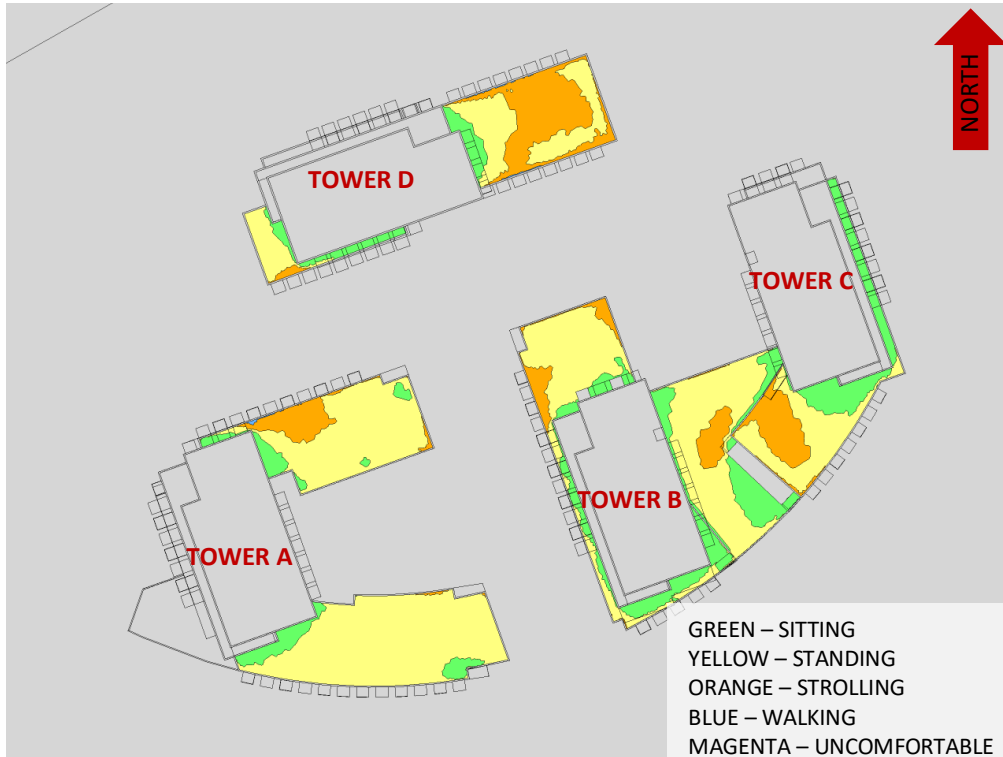 NORTH
TOWER D
TOWER C
TOWER B
TOWER A
GREEN – SITTING
YELLOW – STANDING
ORANGE – STROLLING
BLUE – WALKING
MAGENTA – UNCOMFORTABLE